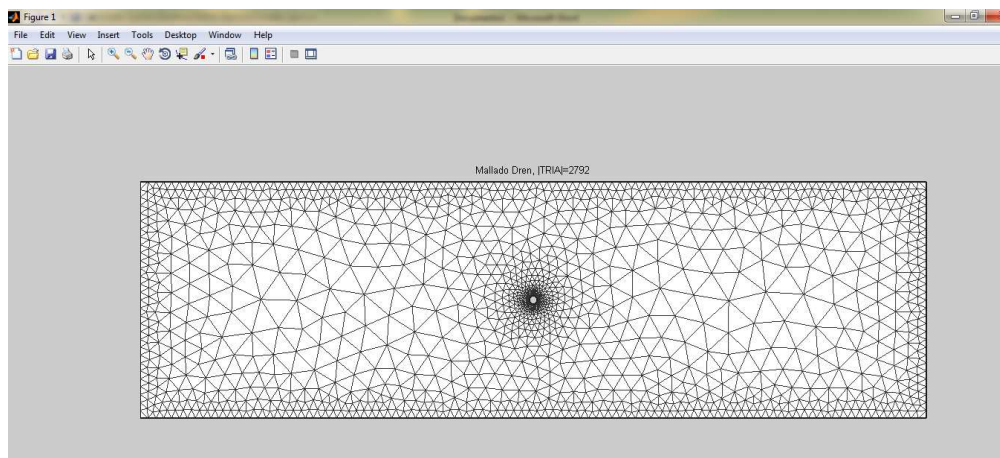 Figure 1
File Edit View Insert Tools Desktop Window Help
Mallado Dren, |TRIA|=2792